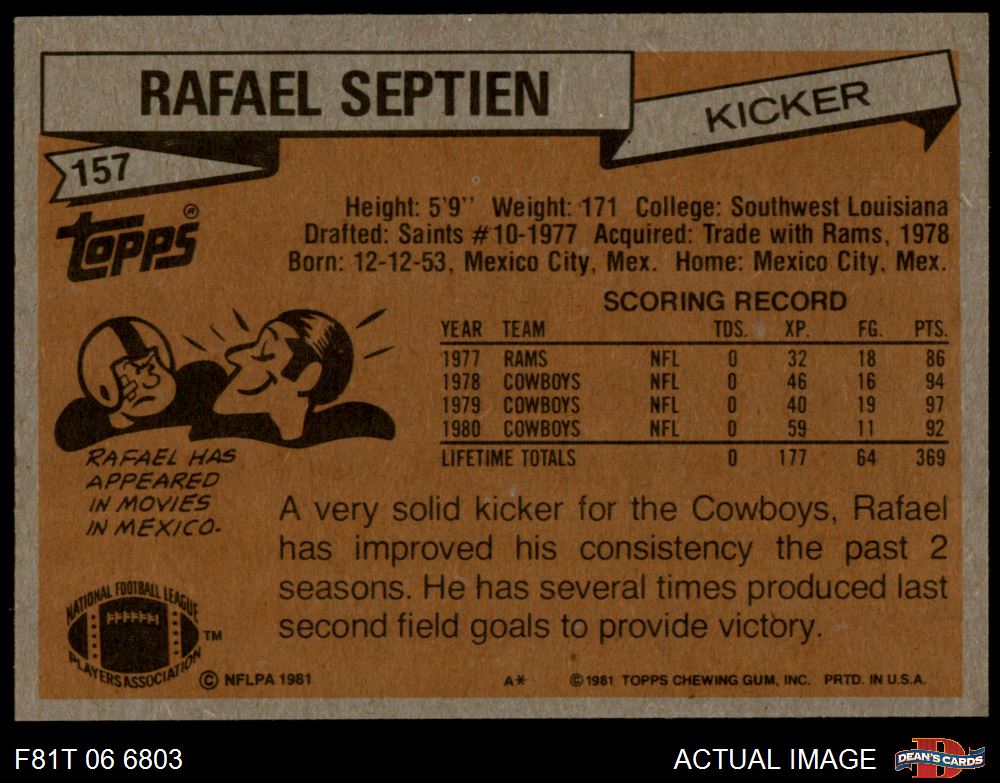 RAFAEL SEPTIEN
KICKER
157
TOPPS®
Height: 5'9'' Weight: 171 College: Southwest Louisiana
Drafted: Saints #10-1977 Acquired: Trade with Rams, 1978
Born: 12-12-53, Mexico City, Mex. Home: Mexico City, Mex.
SCORING RECORD
YEAR TEAM TDS. XP. FG. PTS.
1977 RAMS NFL 0 32 18 86
1978 COWBOYS NFL 0 46 16 94
1979 COWBOYS NFL 0 40 19 97
1980 COWBOYS NFL 0 59 11 92
LIFETIME TOTALS 0 177 64 369
RAFAEL HAS
APPEARED
IN MOVIES
IN MEXICO.
A very solid kicker for the Cowboys, Rafael
has improved his consistency the past 2
seasons. He has several times produced last
second field goals to provide victory.
NATIONAL FOOTBALL LEAGUE
PLAYERS ASSOCIATION
TM
© NFLPA 1981
A*
©1981 TOPPS CHEWING GUM, INC. PRTD. IN U.S.A.
F81T 06 6803
ACTUAL IMAGE
D
DEAN'S CARDS